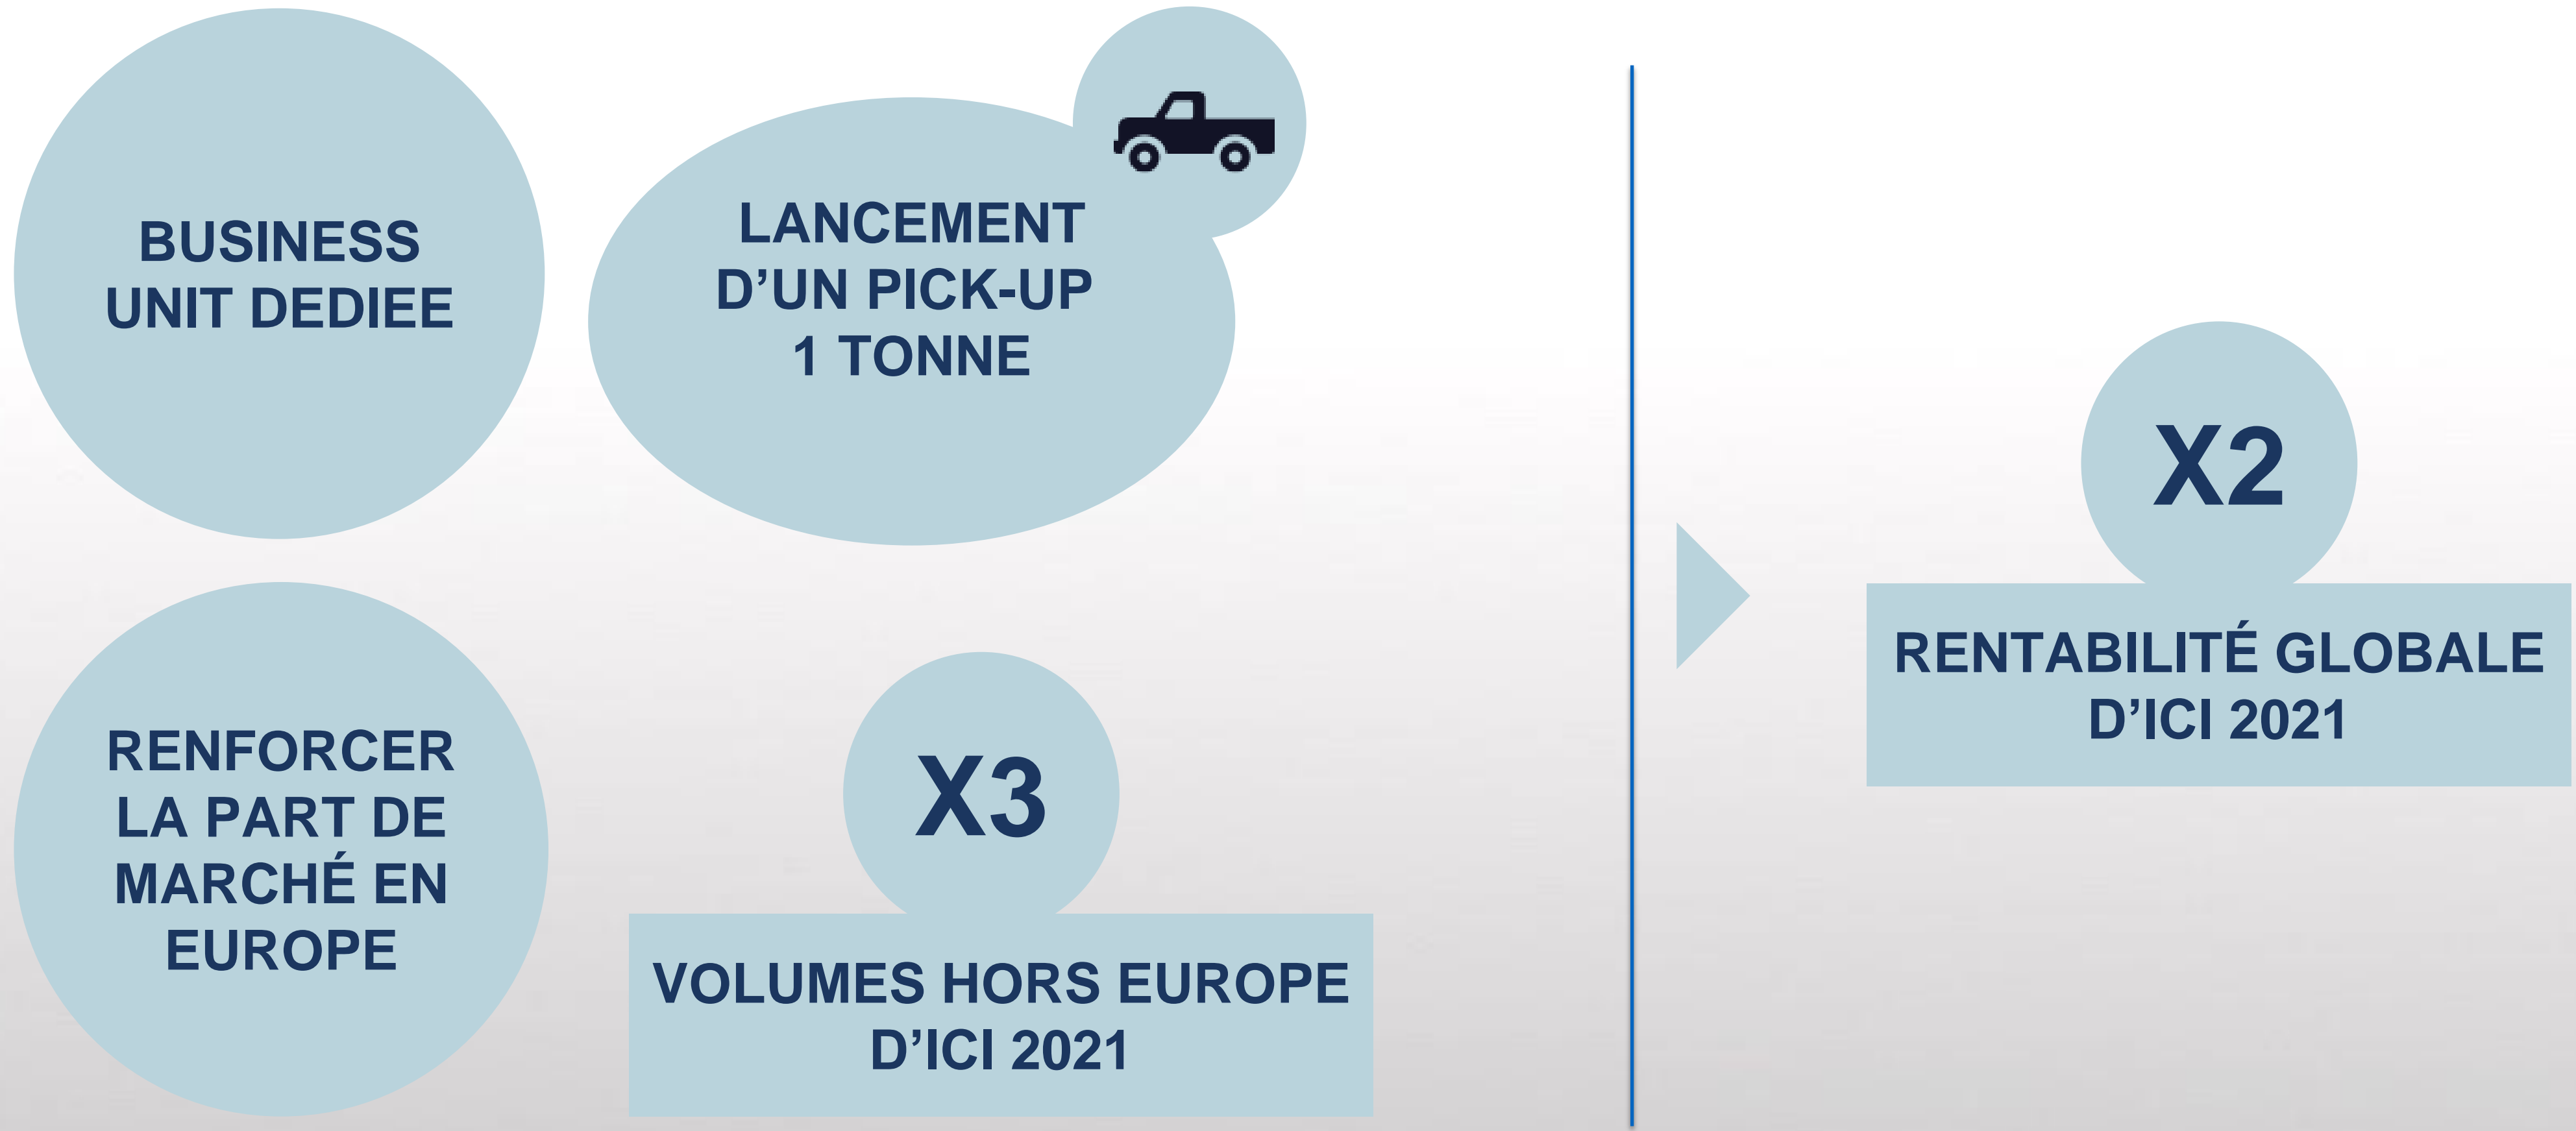 BUSINESS
UNIT DEDIEE
LANCEMENT
D’UN PICK-UP
1 TONNE
RENFORCER
LA PART DE
MARCHÉ EN
EUROPE
X3
VOLUMES HORS EUROPE
D’ICI 2021
X2
RENTABILITÉ GLOBALE
D’ICI 2021